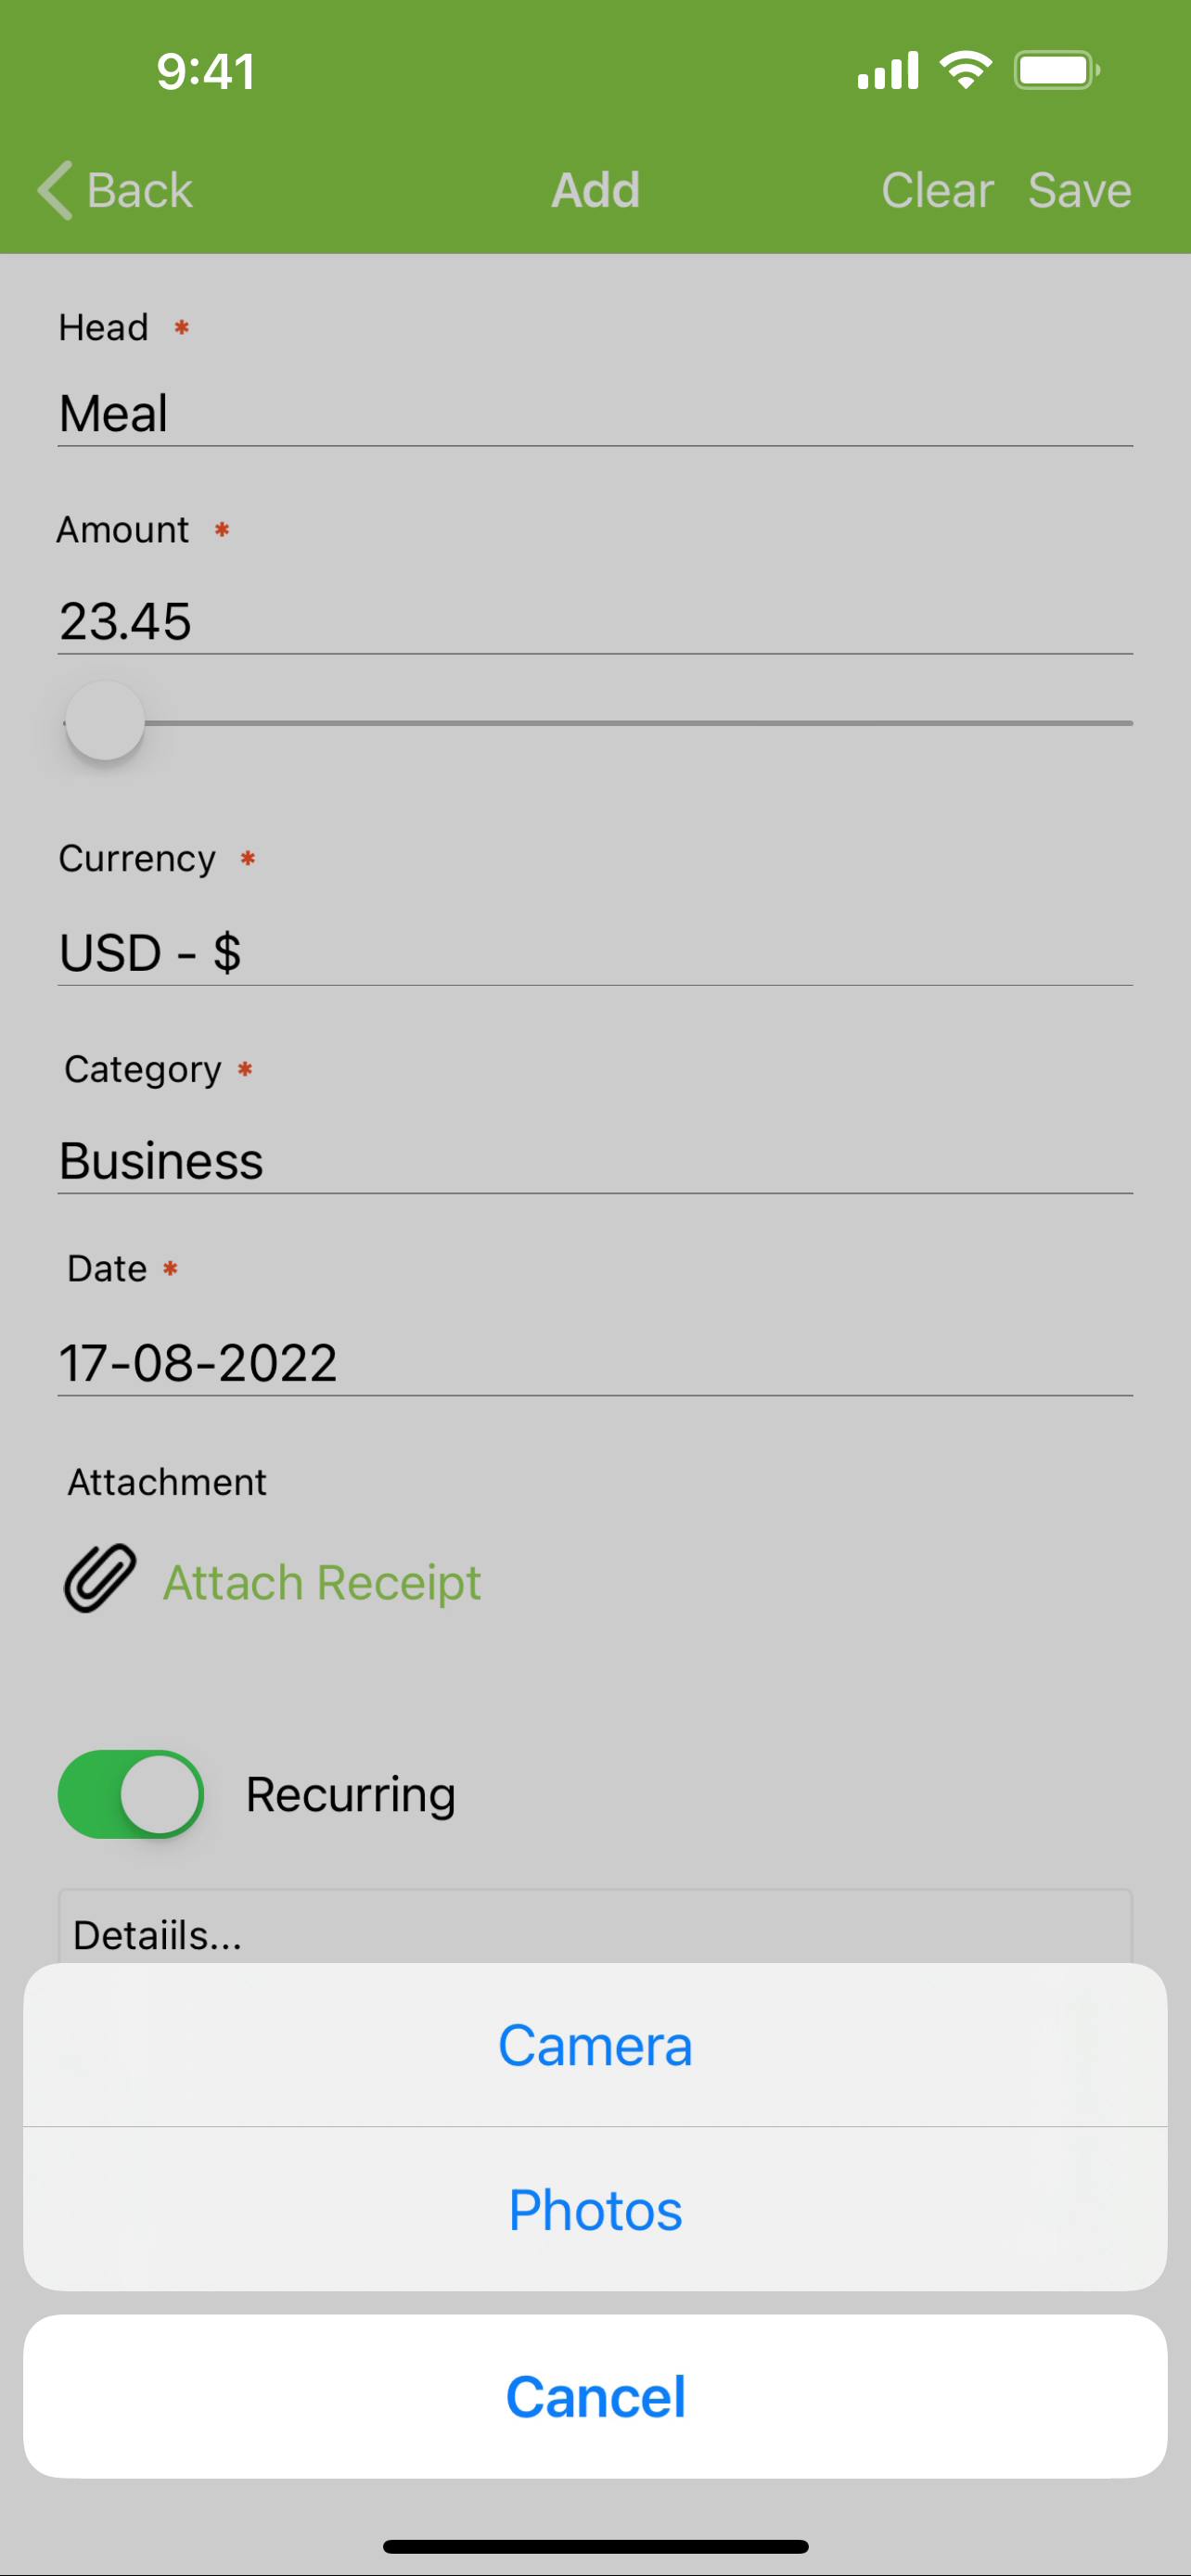 9:41
Back Add Clear Save
Head *
Meal
Amount *
23.45
Currency *
USD - $
Category *
Business
Date *
17-08-2022
Attachment
Attach Receipt
Recurring
Detaiils...
Camera
Photos
Cancel